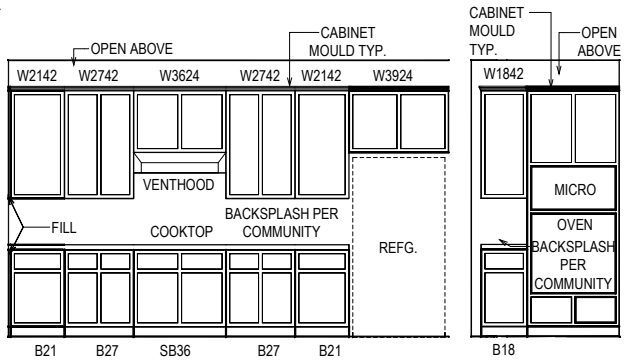 CABINET
MOULD
TYP.
OPEN
ABOVE
OPEN ABOVE
CABINET
MOULD TYP.
W2142 W2742 W3624 W2742 W2142 W3924
W1842
VENTHOOD
MICRO
FILL
COOKTOP
BACKSPLASH PER
COMMUNITY
REFG.
OVEN
BACKSPLASH
PER
COMMUNITY
B21 B27 SB36 B27 B21
B18